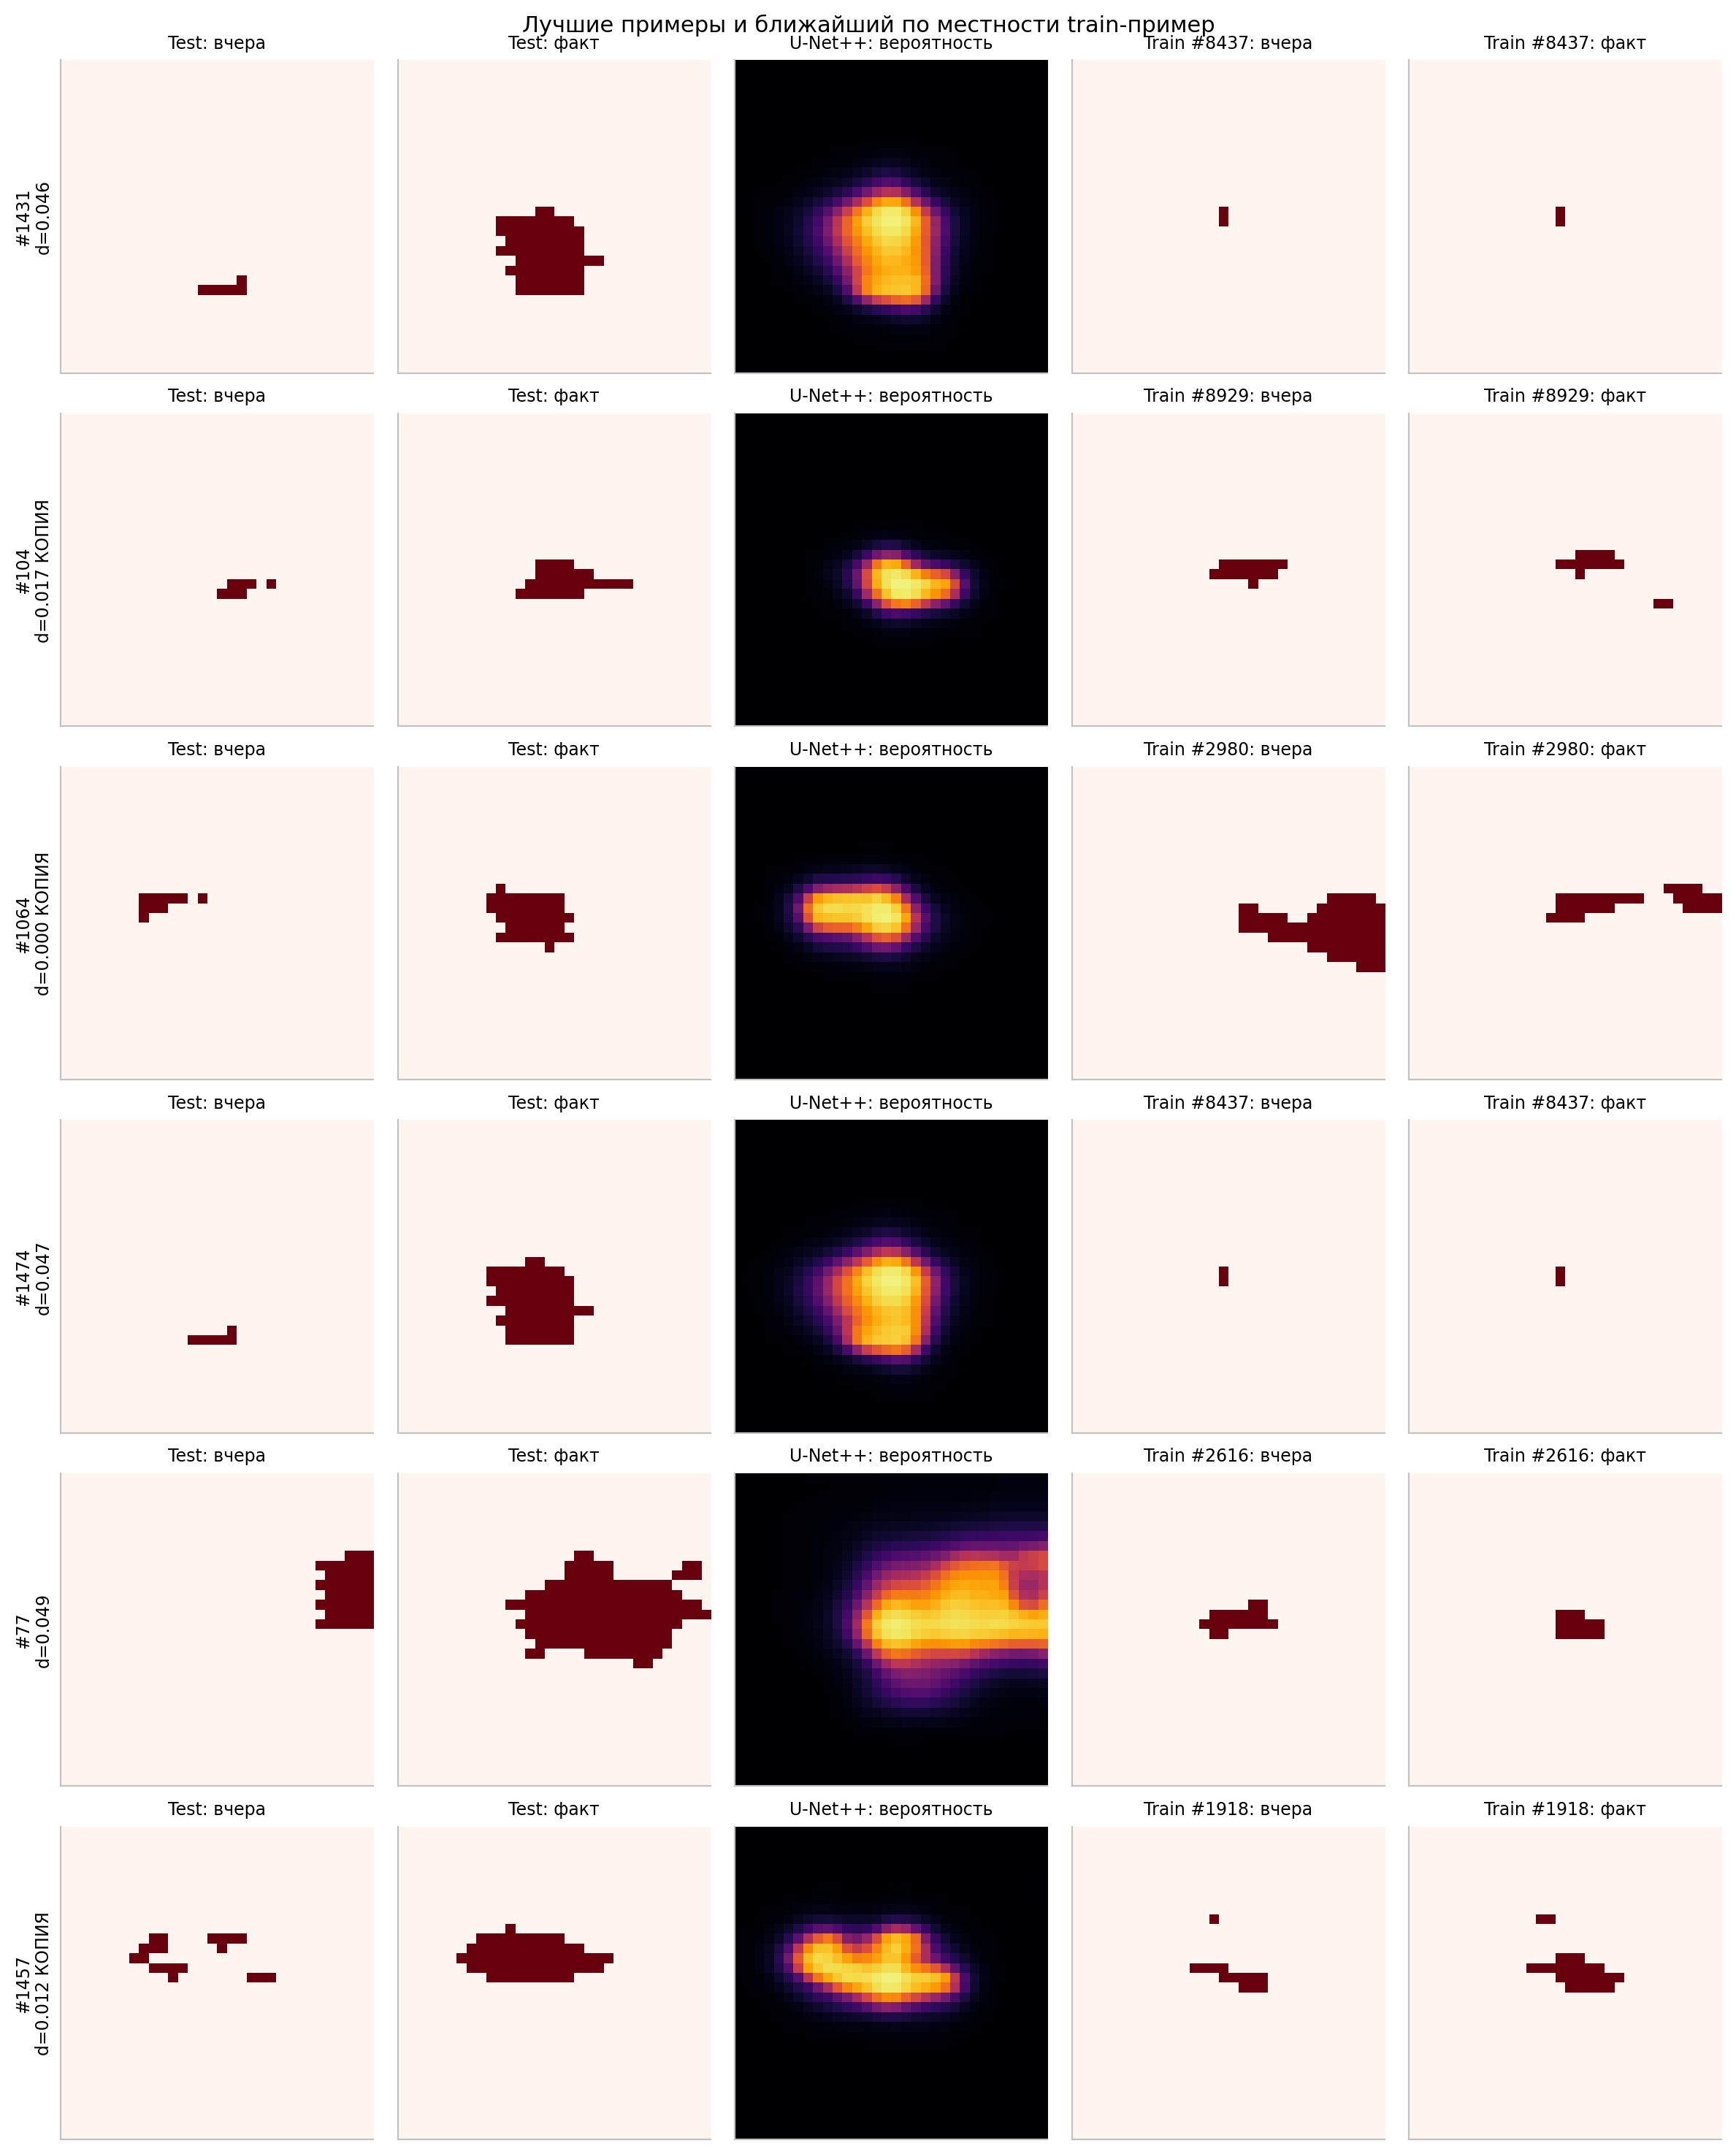 Лучшие примеры и ближайший по местности train-пример
Test: вчера
Test: факт
U-Net++: вероятность
Train #8437: вчера
Train #8437: факт
#1431
d=0.046
Test: вчера
Test: факт
U-Net++: вероятность
Train #8929: вчера
Train #8929: факт
#104
d=0.017 КОПИЯ
Test: вчера
Test: факт
U-Net++: вероятность
Train #2980: вчера
Train #2980: факт
#1064
d=0.000 КОПИЯ
Test: вчера
Test: факт
U-Net++: вероятность
Train #8437: вчера
Train #8437: факт
#1474
d=0.047
Test: вчера
Test: факт
U-Net++: вероятность
Train #2616: вчера
Train #2616: факт
#77
d=0.049
Test: вчера
Test: факт
U-Net++: вероятность
Train #1918: вчера
Train #1918: факт
#1457
d=0.012 КОПИЯ